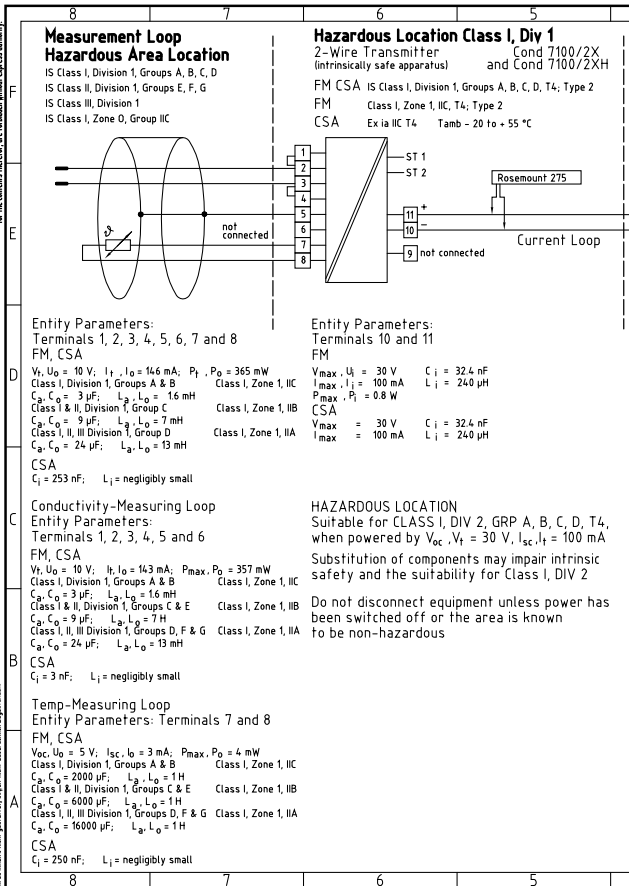 8 7 6 5
Measurement Loop
Hazardous Area Location
IS Class I, Division 1, Groups A, B, C, D
IS Class II, Division 1, Groups E, F, G
IS Class III, Division 1
IS Class I, Zone 0, Group IIC
Hazardous Location Class I, Div 1
2-Wire Transmitter Cond 7100/2X
(intrinsically safe apparatus) and Cond 7100/2XH
FM CSA IS Class I, Division 1, Groups A, B, C, D, T4; Type 2
FM Class I, Zone 1, IIC, T4; Type 2
CSA Ex ia IIC T4 Tamb - 20 to + 55 °C
F
E
D
C
B
A
1
2
3
4
5
6
7
8
ϑ
not
connected
ST 1
ST 2
Rosemount 275
11 +
10 −
9 not connected
Current Loop
Entity Parameters:
Terminals 1, 2, 3, 4, 5, 6, 7 and 8
FM, CSA
Vt, Uo = 10 V; It , Io = 146 mA; Pt , Po = 365 mW
Class I, Division 1, Groups A & B Class I, Zone 1, IIC
Ca, Co = 3 µF; La , Lo = 1.6 mH
Class I & II, Division 1, Group C Class I, Zone 1, IIB
Ca, Co = 9 µF; La , Lo = 7 mH
Class I, II, III Division 1, Group D Class I, Zone 1, IIA
Ca, Co = 24 µF; La, Lo = 13 mH
CSA
Ci = 253 nF; Li = negligibly small
Conductivity-Measuring Loop
Entity Parameters:
Terminals 1, 2, 3, 4, 5 and 6
FM, CSA
Vt, Uo = 10 V; It, Io = 143 mA; Pmax, Po = 357 mW
Class I, Division 1, Groups A & B Class I, Zone 1, IIC
Ca, Co = 3 µF; La, Lo = 1.6 mH
Class I & II, Division 1, Groups C & E Class I, Zone 1, IIB
Ca, Co = 9 µF; La, Lo = 7 H
Class I, II, III Division 1, Groups D, F & G Class I, Zone 1, IIA
Ca, Co = 24 µF; La, Lo = 13 mH
CSA
Ci = 3 nF; Li = negligibly small
Temp-Measuring Loop
Entity Parameters: Terminals 7 and 8
FM, CSA
Voc, Uo = 5 V; Isc, Io = 3 mA; Pmax, Po = 4 mW
Class I, Division 1, Groups A & B Class I, Zone 1, IIC
Ca, Co = 2000 µF; La , Lo = 1 H
Class I & II, Division 1, Groups C & E Class I, Zone 1, IIB
Ca, Co = 6000 µF; La, Lo = 1 H
Class I, II, III Division 1, Groups D, F & G Class I, Zone 1, IIA
Ca, Co = 16000 µF; La, Lo = 1 H
CSA
Ci = 250 nF; Li = negligibly small
Entity Parameters:
Terminals 10 and 11
FM
Vmax , Ui = 30 V Ci = 32.4 nF
Imax , Ii = 100 mA Li = 240 µH
Pmax , Pi = 0.8 W
CSA
Vmax = 30 V Ci = 32.4 nF
Imax = 100 mA Li = 240 µH
HAZARDOUS LOCATION
Suitable for CLASS I, DIV 2, GRP A, B, C, D, T4,
when powered by Voc ,Vt = 30 V, Isc,It = 100 mA
Substitution of components may impair intrinsic
safety and the suitability for Class I, DIV 2
Do not disconnect equipment unless power has
been switched off or the area is known
to be non-hazardous
8 7 6 5